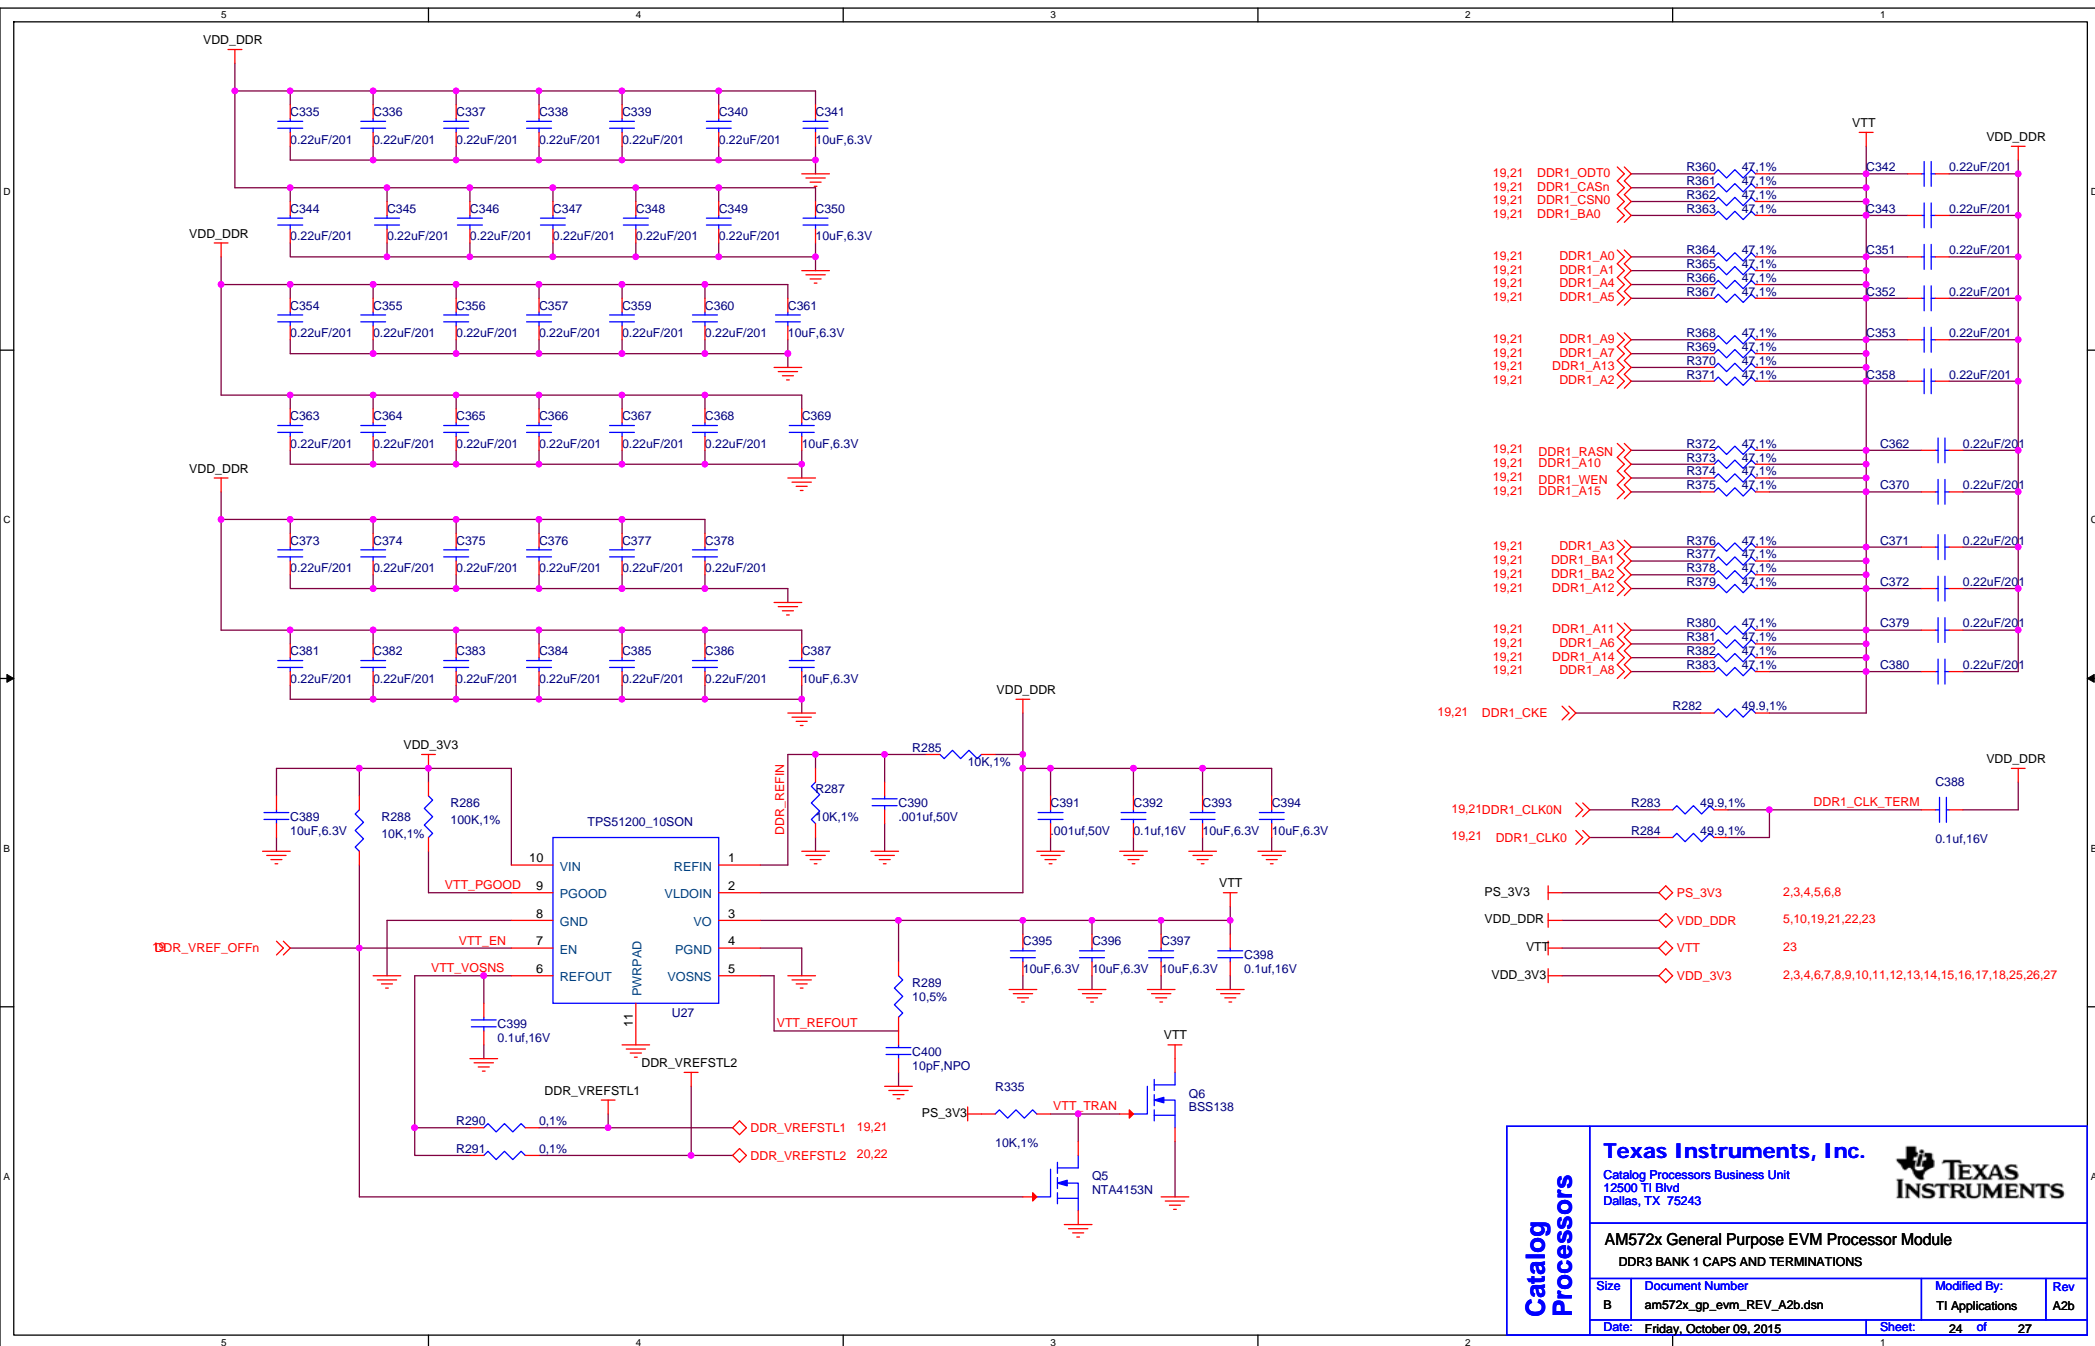 5 4 3 2 1
VDD_DDR
C335 C336 C337 C338 C339 C340 C341
0.22uF/201 0.22uF/201 0.22uF/201 0.22uF/201 0.22uF/201 0.22uF/201 10uF,6.3V
D
C344 C345 C346 C347 C348 C349 C350
0.22uF/201 0.22uF/201 0.22uF/201 0.22uF/201 0.22uF/201 0.22uF/201 10uF,6.3V
VDD_DDR
C354 C355 C356 C357 C359 C360 C361
0.22uF/201 0.22uF/201 0.22uF/201 0.22uF/201 0.22uF/201 0.22uF/201 10uF,6.3V
C363 C364 C365 C366 C367 C368 C369
0.22uF/201 0.22uF/201 0.22uF/201 0.22uF/201 0.22uF/201 0.22uF/201 10uF,6.3V
VDD_DDR
C
C373 C374 C375 C376 C377 C378
0.22uF/201 0.22uF/201 0.22uF/201 0.22uF/201 0.22uF/201 0.22uF/201
C381 C382 C383 C384 C385 C386 C387
0.22uF/201 0.22uF/201 0.22uF/201 0.22uF/201 0.22uF/201 0.22uF/201 10uF,6.3V
VTT
VDD_DDR
19,21 DDR1_ODT0 R360 47,1% C342 0.22uF/201
19,21 DDR1_CASn R361 47,1%
19,21 DDR1_CSN0 R362 47,1%
19,21 DDR1_BA0 R363 47,1% C343 0.22uF/201
19,21 DDR1_A0 R364 47,1% C351 0.22uF/201
19,21 DDR1_A1 R365 47,1%
19,21 DDR1_A4 R366 47,1%
19,21 DDR1_A5 R367 47,1% C352 0.22uF/201
19,21 DDR1_A9 R368 47,1% C353 0.22uF/201
19,21 DDR1_A7 R369 47,1%
19,21 DDR1_A13 R370 47,1%
19,21 DDR1_A2 R371 47,1% C358 0.22uF/201
19,21 DDR1_RASN R372 47,1% C362 0.22uF/201
19,21 DDR1_A10 R373 47,1%
19,21 DDR1_WEN R374 47,1%
19,21 DDR1_A15 R375 47,1% C370 0.22uF/201
19,21 DDR1_A3 R376 47,1% C371 0.22uF/201
19,21 DDR1_BA1 R377 47,1%
19,21 DDR1_BA2 R378 47,1%
19,21 DDR1_A12 R379 47,1% C372 0.22uF/201
19,21 DDR1_A11 R380 47,1% C379 0.22uF/201
19,21 DDR1_A6 R381 47,1%
19,21 DDR1_A14 R382 47,1%
19,21 DDR1_A8 R383 47,1% C380 0.22uF/201
19,21 DDR1_CKE R282 49.9,1%
VDD_DDR
C388
19,21 DDR1_CLK0N R283 49.9,1% DDR1_CLK_TERM
19,21 DDR1_CLK0 R284 49.9,1% 0.1uf,16V
PS_3V3 PS_3V3 2,3,4,5,6,8
VDD_DDR VDD_DDR 5,10,19,21,22,23
VTT VTT 23
VDD_3V3 VDD_3V3 2,3,4,6,7,8,9,10,11,12,13,14,15,16,17,18,25,26,27
VDD_3V3
C389
10uF,6.3V
R288
10K,1%
R286
100K,1%
B
TPS51200_10SON
10 VIN REFIN 1
VTT_PGOOD 9 PGOOD VLDOIN 2
8 GND VO 3
VTT_EN 7 EN PGND 4
VTT_VOSNS 6 REFOUT VOSNS 5
PWRPAD
11
U27
19 DDR_VREF_OFFn
DDR_REFIN
R287
10K,1%
C390
.001uf,50V
R285
10K,1%
VDD_DDR
C391 C392 C393 C394
.001uf,50V 0.1uf,16V 10uF,6.3V 10uF,6.3V
VTT
C395 C396 C397 C398
10uF,6.3V 10uF,6.3V 10uF,6.3V 0.1uf,16V
R289
10,5%
VTT_REFOUT
C400
10pF,NPO
C399
0.1uf,16V
DDR_VREFSTL2
DDR_VREFSTL1
R290 0,1% DDR_VREFSTL1 19,21
R291 0,1% DDR_VREFSTL2 20,22
VTT
R335
PS_3V3 VTT_TRAN
10K,1%
Q6
BSS138
Q5
NTA4153N
A
Catalog Processors
Texas Instruments, Inc.
Catalog Processors Business Unit
12500 TI Blvd
Dallas, TX 75243
TEXAS INSTRUMENTS
AM572x General Purpose EVM Processor Module
DDR3 BANK 1 CAPS AND TERMINATIONS
Size Document Number Modified By: Rev
B am572x_gp_evm_REV_A2b.dsn TI Applications A2b
Date: Friday, October 09, 2015 Sheet: 24 of 27
5 4 3 2 1